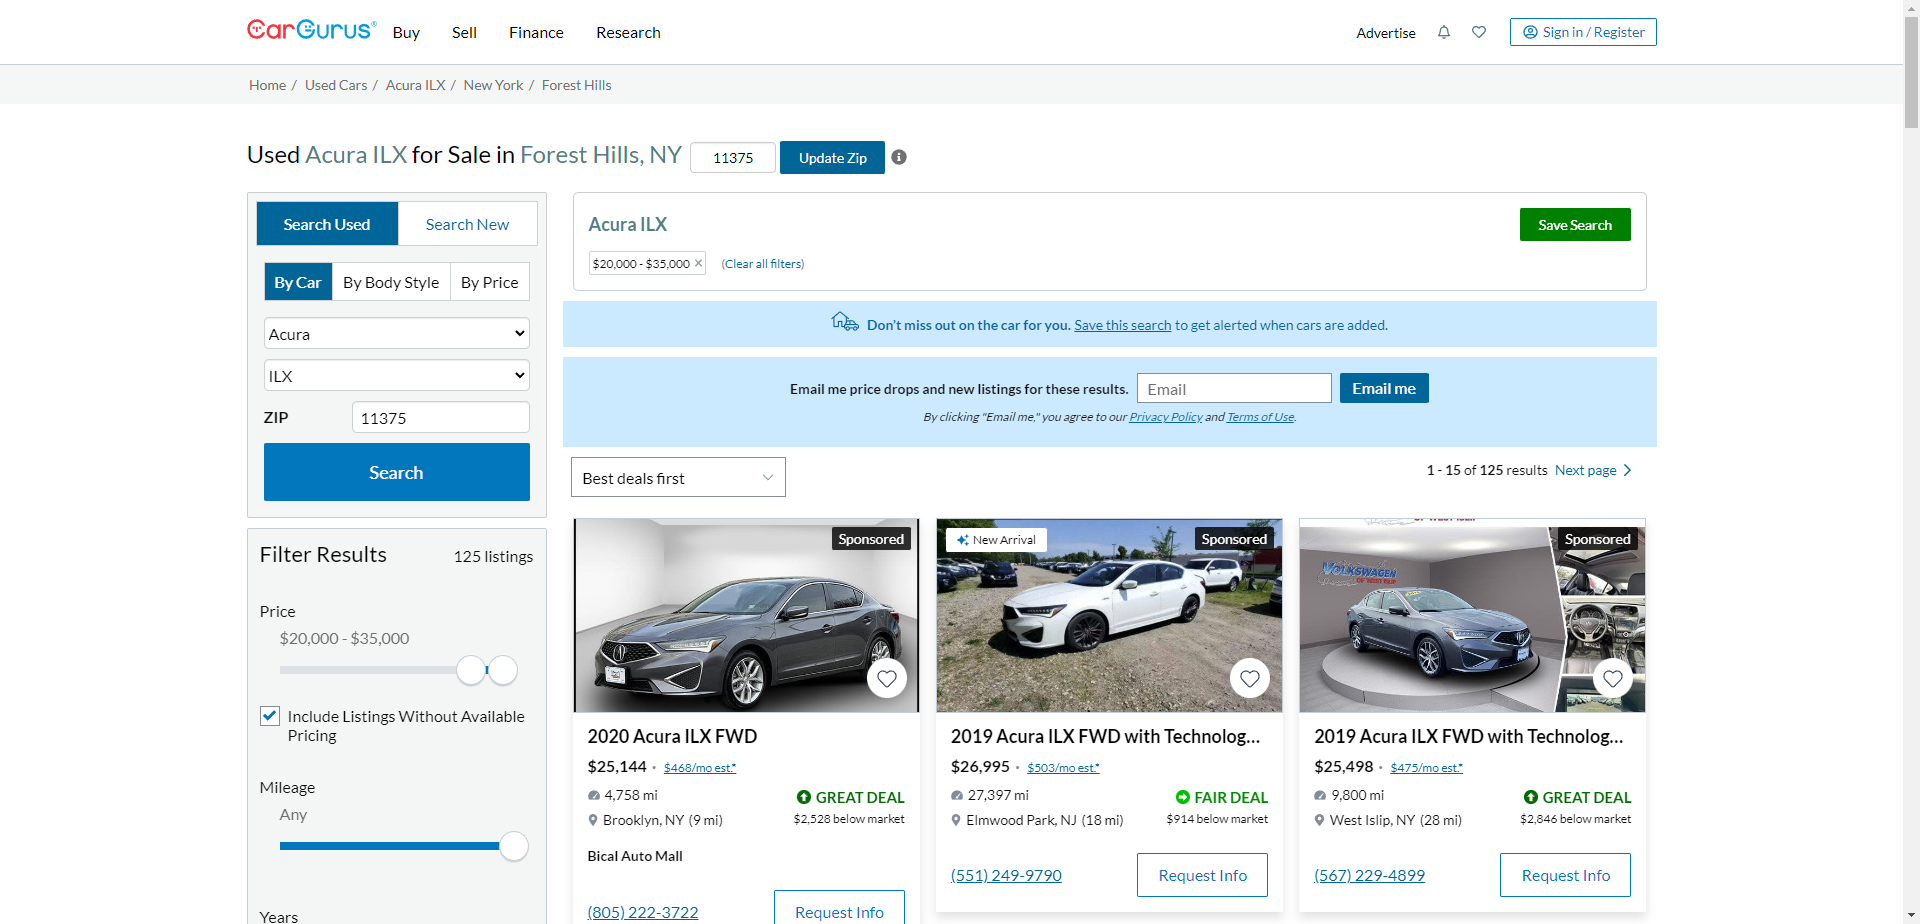 CarGurus®
Buy
Sell
Finance
Research
Advertise
Sign in / Register
Home / Used Cars / Acura ILX / New York / Forest Hills
Used Acura ILX for Sale in Forest Hills, NY
11375
Update Zip
Search Used
Search New
By Car
By Body Style
By Price
Acura
ILX
ZIP
11375
Search
Acura ILX
Save Search
$20,000 - $35,000 ×
(Clear all filters)
Don't miss out on the car for you. Save this search to get alerted when cars are added.
Email me price drops and new listings for these results.
Email
Email me
By clicking "Email me," you agree to our Privacy Policy and Terms of Use.
Best deals first
1 - 15 of 125 results
Next page
Filter Results
125 listings
Price
$20,000 - $35,000
Include Listings Without Available
Pricing
Mileage
Any
Years
Sponsored
2020 Acura ILX FWD
$25,144 · $468/mo est.*
4,758 mi
GREAT DEAL
Brooklyn, NY (9 mi)
$2,528 below market
Bical Auto Mall
(805) 222-3722
Request Info
New Arrival
Sponsored
2019 Acura ILX FWD with Technolog...
$26,995 · $503/mo est.*
27,397 mi
FAIR DEAL
Elmwood Park, NJ (18 mi)
$914 below market
(551) 249-9790
Request Info
OF WEST ISLIP
Sponsored
VOLKSWAGEN
OF WEST ISLIP
2019 Acura ILX FWD with Technolog...
$25,498 · $475/mo est.*
9,800 mi
GREAT DEAL
West Islip, NY (28 mi)
$2,846 below market
(567) 229-4899
Request Info